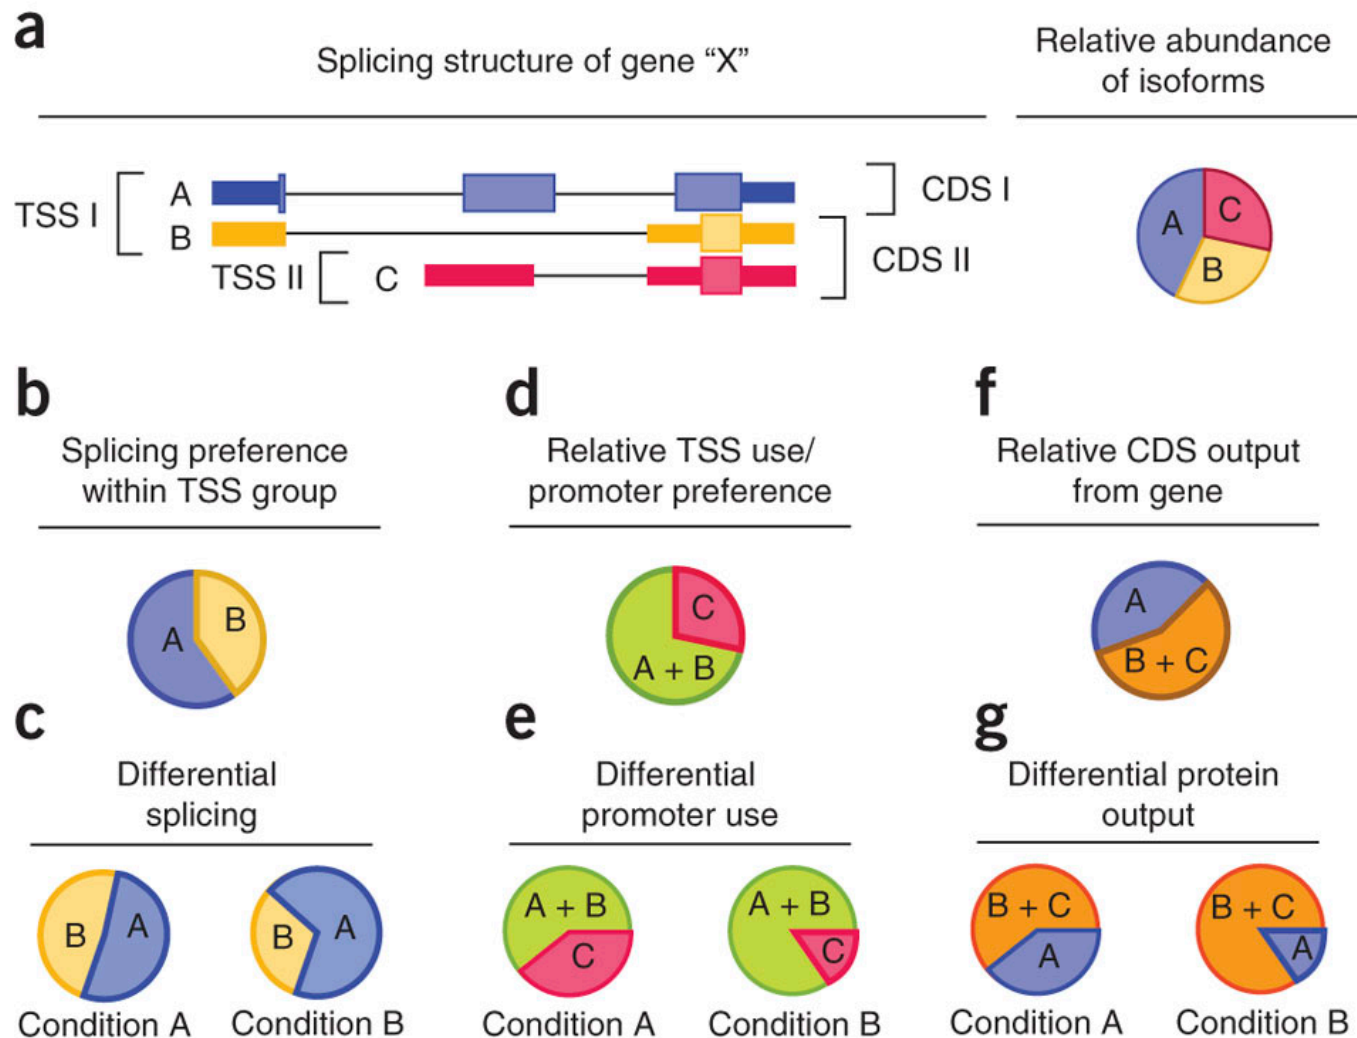 a
Splicing structure of gene “X”
Relative abundance
of isoforms
TSS I
A
B
TSS II
C
CDS I
CDS II
A
C
B
b
Splicing preference
within TSS group
A
B
d
Relative TSS use/
promoter preference
C
A + B
f
Relative CDS output
from gene
A
B + C
c
Differential
splicing
B
A
Condition A
B
A
Condition B
e
Differential
promoter use
A + B
C
Condition A
A + B
C
Condition B
g
Differential protein
output
B + C
A
Condition A
B + C
A
Condition B